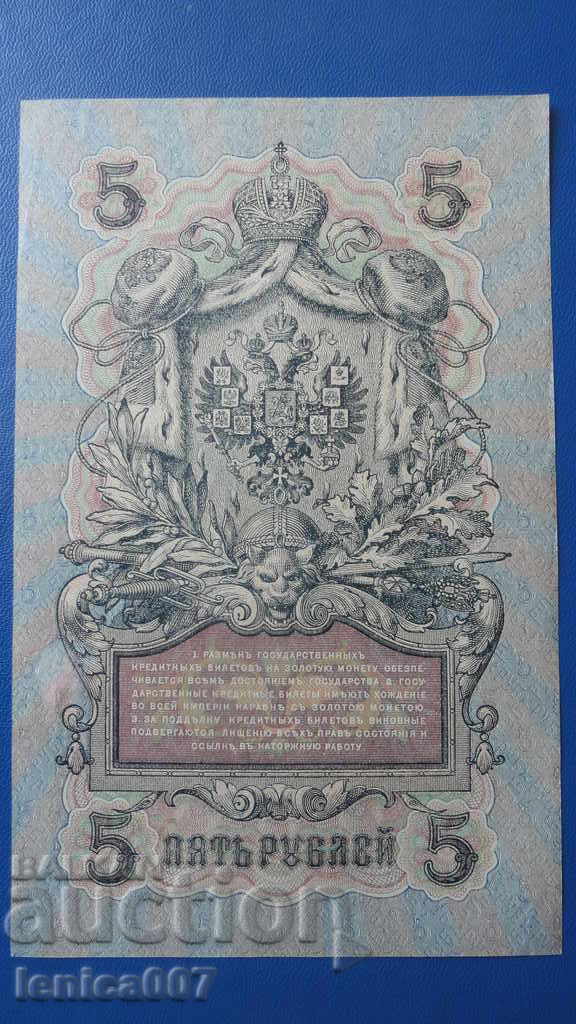 5 5
1. РАЗМѢНЪ ГОСУДАРСТВЕННЫХЪ
КРЕДИТНЫХЪ БИЛЕТОВЪ НА ЗОЛОТУЮ МОНЕТУ ОБЕЗПЕ-
ЧИВАЕТСЯ ВСѢМЪ ДОСТОЯНІЕМЪ ГОСУДАРСТВА. 2. ГОСУ-
ДАРСТВЕННЫЕ КРЕДИТНЫЕ БИЛЕТЫ ИМѢЮТЪ ХОЖДЕНІЕ
ВО ВСЕЙ ИМПЕРІИ НАРАВНѢ СЪ ЗОЛОТОЮ МОНЕТОЮ.
3. ЗА ПОДДѢЛКУ КРЕДИТНЫХЪ БИЛЕТОВЪ ВИНОВНЫЕ
ПОДВЕРГАЮТСЯ ЛИШЕНІЮ ВСѢХЪ ПРАВЪ СОСТОЯНІЯ И
ССЫЛКѢ ВЪ КАТОРЖНУЮ РАБОТУ.
5 ПЯТЬ РУБЛЕЙ 5
BALKAN
auction
lenica007